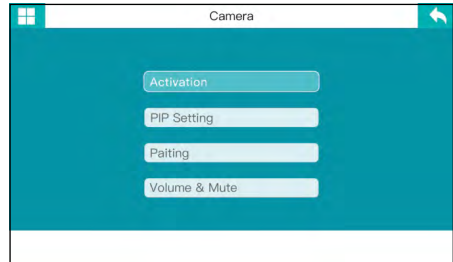 Camera
Activation
PIP Setting
Paiting
Volume & Mute